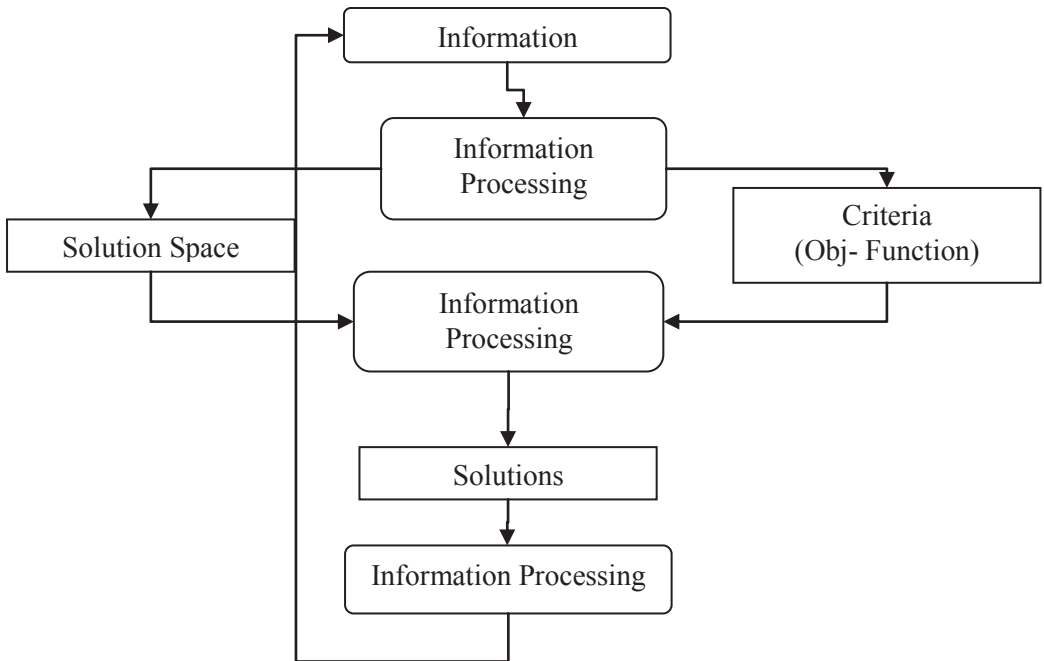 Information
Information
Processing
Solution Space
Criteria
(Obj- Function)
Information
Processing
Solutions
Information Processing